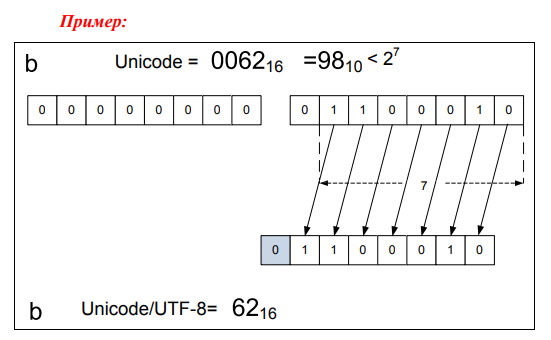 Пример:
b Unicode = 0062₁₆ =98₁₀ < 2⁷
0 0 0 0 0 0 0 0 0 1 1 0 0 0 1 0
7
0 1 1 0 0 0 1 0
b Unicode/UTF-8= 62₁₆